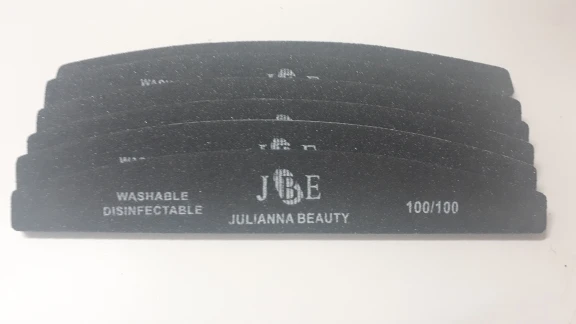 JBE
WASHABLE
DISINFECTABLE
JULIANNA BEAUTY
100/100